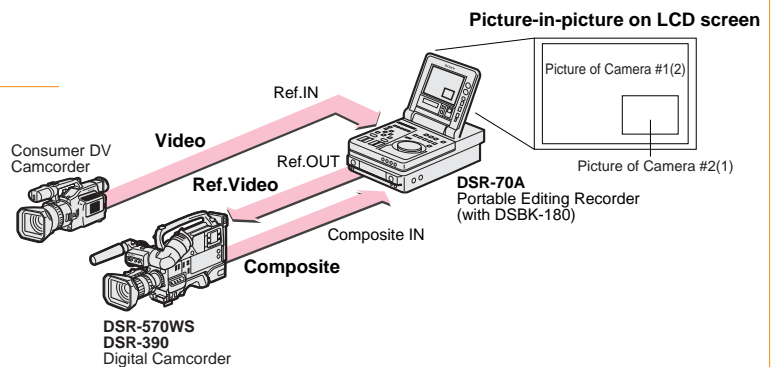 Picture-in-picture on LCD screen
Picture of Camera #1(2)
Picture of Camera #2(1)
Ref.IN
Video
Consumer DV
Camcorder
Ref.OUT
Ref.Video
DSR-70A
Portable Editing Recorder
(with DSBK-180)
Composite IN
Composite
DSR-570WS
DSR-390
Digital Camcorder
SONY